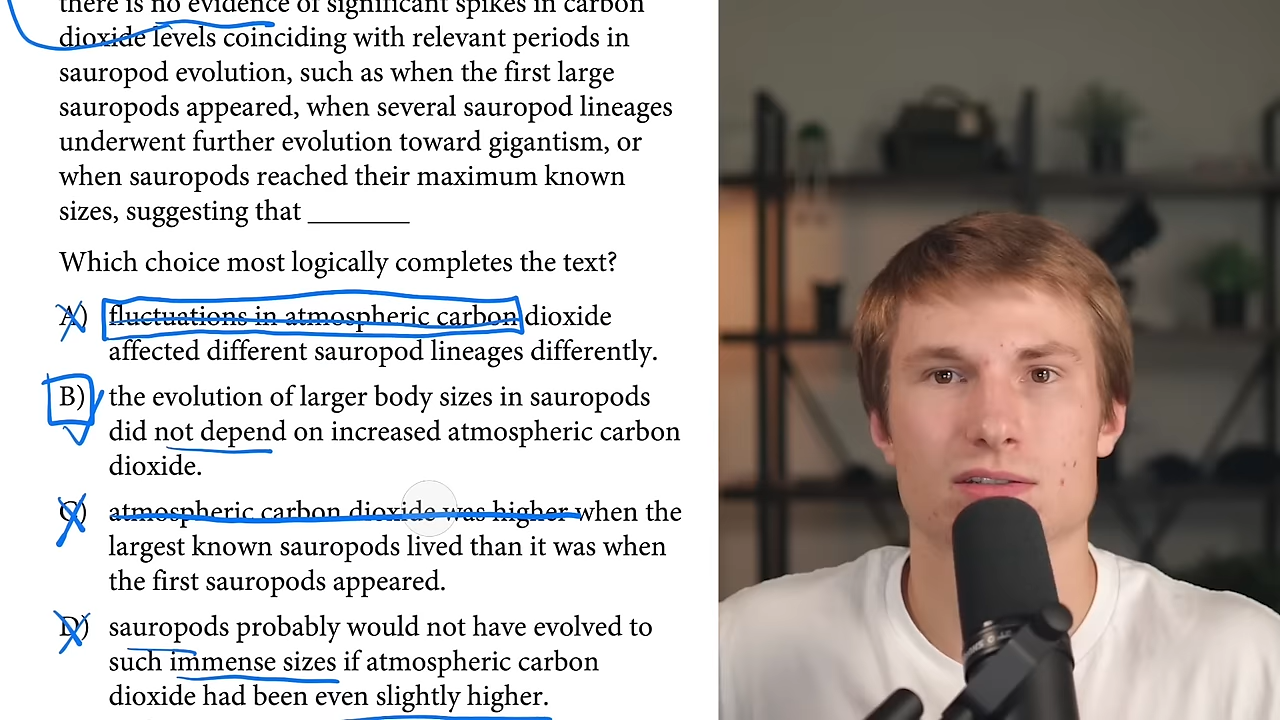 there is no evidence of significant spikes in carbon
dioxide levels coinciding with relevant periods in
sauropod evolution, such as when the first large
sauropods appeared, when several sauropod lineages
underwent further evolution toward gigantism, or
when sauropods reached their maximum known
sizes, suggesting that _______
Which choice most logically completes the text?
A) fluctuations in atmospheric carbon dioxide
affected different sauropod lineages differently.
B) the evolution of larger body sizes in sauropods
did not depend on increased atmospheric carbon
dioxide.
C) atmospheric carbon dioxide was higher when the
largest known sauropods lived than it was when
the first sauropods appeared.
D) sauropods probably would not have evolved to
such immense sizes if atmospheric carbon
dioxide had been even slightly higher.